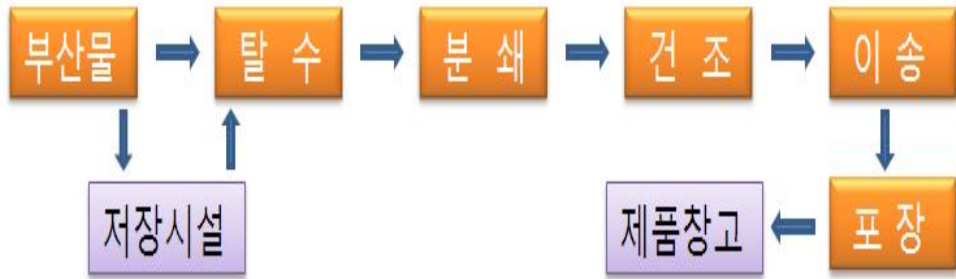 부산물 탈 수 분 쇄 건 조 이 송
저장시설 제품창고 포 장